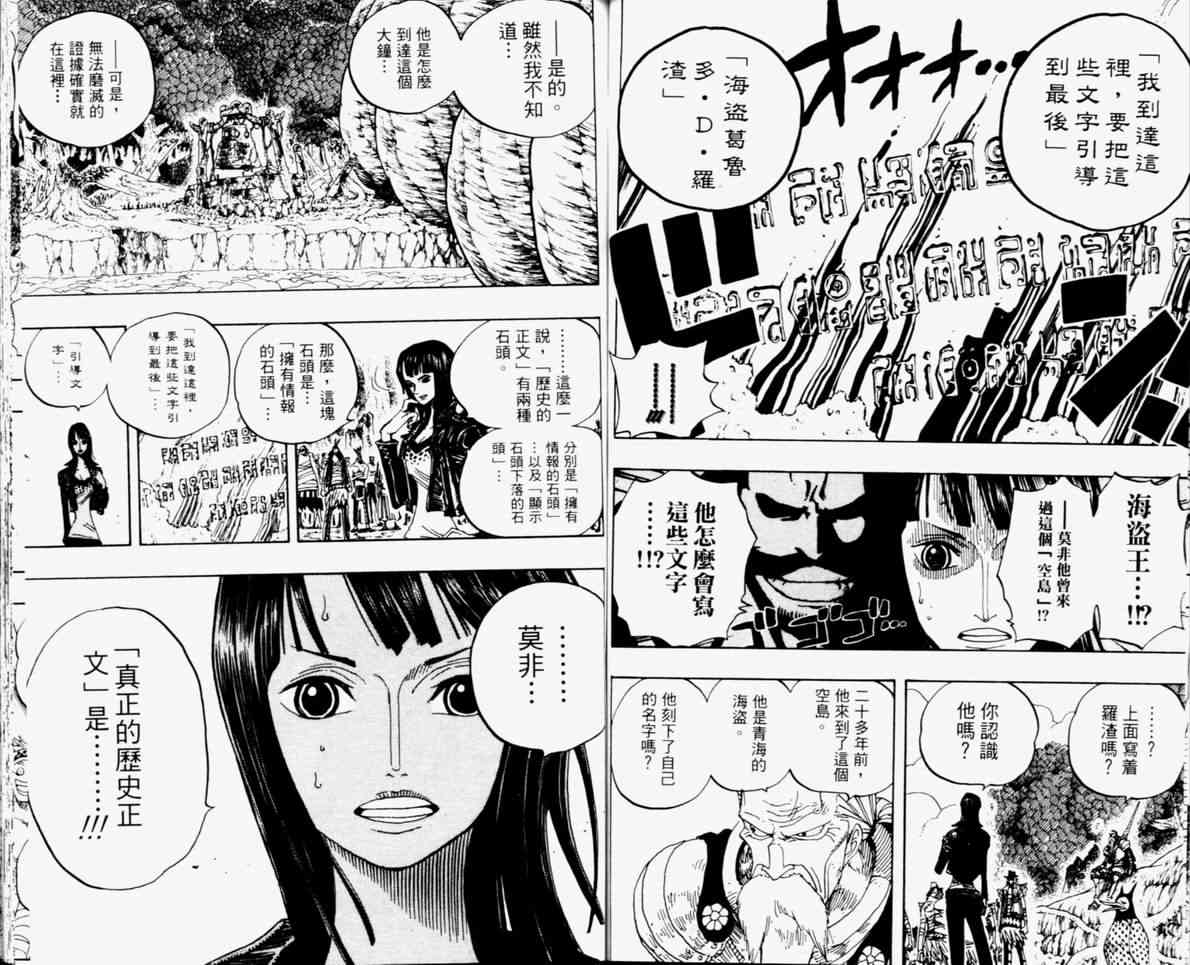 「我到達這
裡，要把這
些文字引導
到最後」
「海盜葛魯
多・D・羅
渣」
オオオ…
ドン
!!!
海盜王…!!?
——莫非他曾來
過這個「空島」!?
他怎麼會寫
這些文字
……!!?
ゴゴゴ
……？
上面寫着
羅渣嗎？
你認識
他嗎？
二十多年前，
他來到了這個
空島。
他是青海的
海盜。
他刻下了自己
的名字嗎？
——是的。
雖然我不知
道…
他是怎麼
到達這個
大鐘…
——可是，
無法磨滅的
證據確實就
在這裡…
………這麼一
說，「歷史的
正文」有兩種
石頭。
分別是「擁有
情報的石頭」
…以及「顯示
石頭下落的石
頭」…
那麼，這塊
石頭是…
「擁有情報
的石頭」…
「我到達這裡，
要把這些文字引
導到最後」…
「引導文
字」…
………
莫非…
「真正的歷史正
文」是………!!!